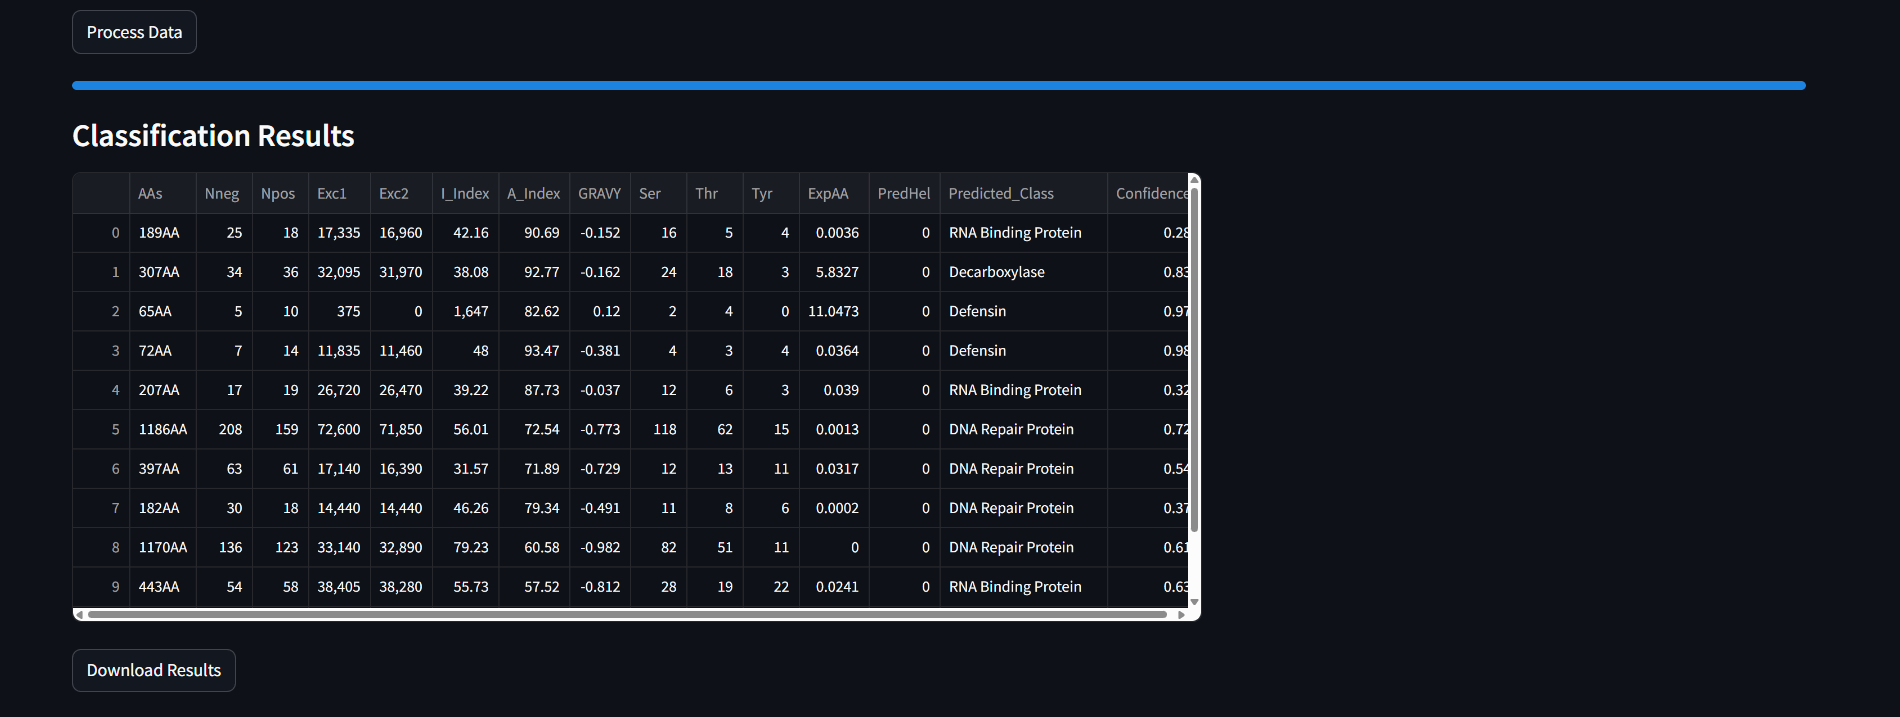 Process Data
Classification Results
AAs Nneg Npos Exc1 Exc2 I_Index A_Index GRAVY Ser Thr Tyr ExpAA PredHel Predicted_Class Confidence
0 189AA 25 18 17,335 16,960 42.16 90.69 -0.152 16 5 4 0.0036 0 RNA Binding Protein 0.28
1 307AA 34 36 32,095 31,970 38.08 92.77 -0.162 24 18 3 5.8327 0 Decarboxylase 0.83
2 65AA 5 10 375 0 1,647 82.62 0.12 2 4 0 11.0473 0 Defensin 0.97
3 72AA 7 14 11,835 11,460 48 93.47 -0.381 4 3 4 0.0364 0 Defensin 0.98
4 207AA 17 19 26,720 26,470 39.22 87.73 -0.037 12 6 3 0.039 0 RNA Binding Protein 0.32
5 1186AA 208 159 72,600 71,850 56.01 72.54 -0.773 118 62 15 0.0013 0 DNA Repair Protein 0.72
6 397AA 63 61 17,140 16,390 31.57 71.89 -0.729 12 13 11 0.0317 0 DNA Repair Protein 0.54
7 182AA 30 18 14,440 14,440 46.26 79.34 -0.491 11 8 6 0.0002 0 DNA Repair Protein 0.37
8 1170AA 136 123 33,140 32,890 79.23 60.58 -0.982 82 51 11 0 0 DNA Repair Protein 0.61
9 443AA 54 58 38,405 38,280 55.73 57.52 -0.812 28 19 22 0.0241 0 RNA Binding Protein 0.63
Download Results